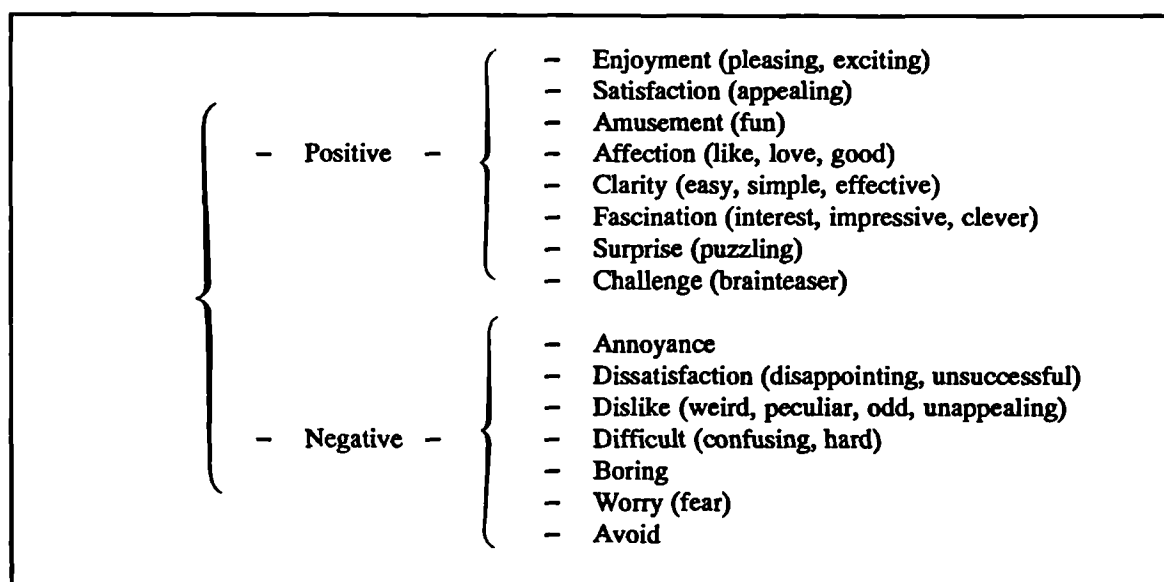 - Positive -
- Enjoyment (pleasing, exciting)
- Satisfaction (appealing)
- Amusement (fun)
- Affection (like, love, good)
- Clarity (easy, simple, effective)
- Fascination (interest, impressive, clever)
- Surprise (puzzling)
- Challenge (brainteaser)
- Negative -
- Annoyance
- Dissatisfaction (disappointing, unsuccessful)
- Dislike (weird, peculiar, odd, unappealing)
- Difficult (confusing, hard)
- Boring
- Worry (fear)
- Avoid